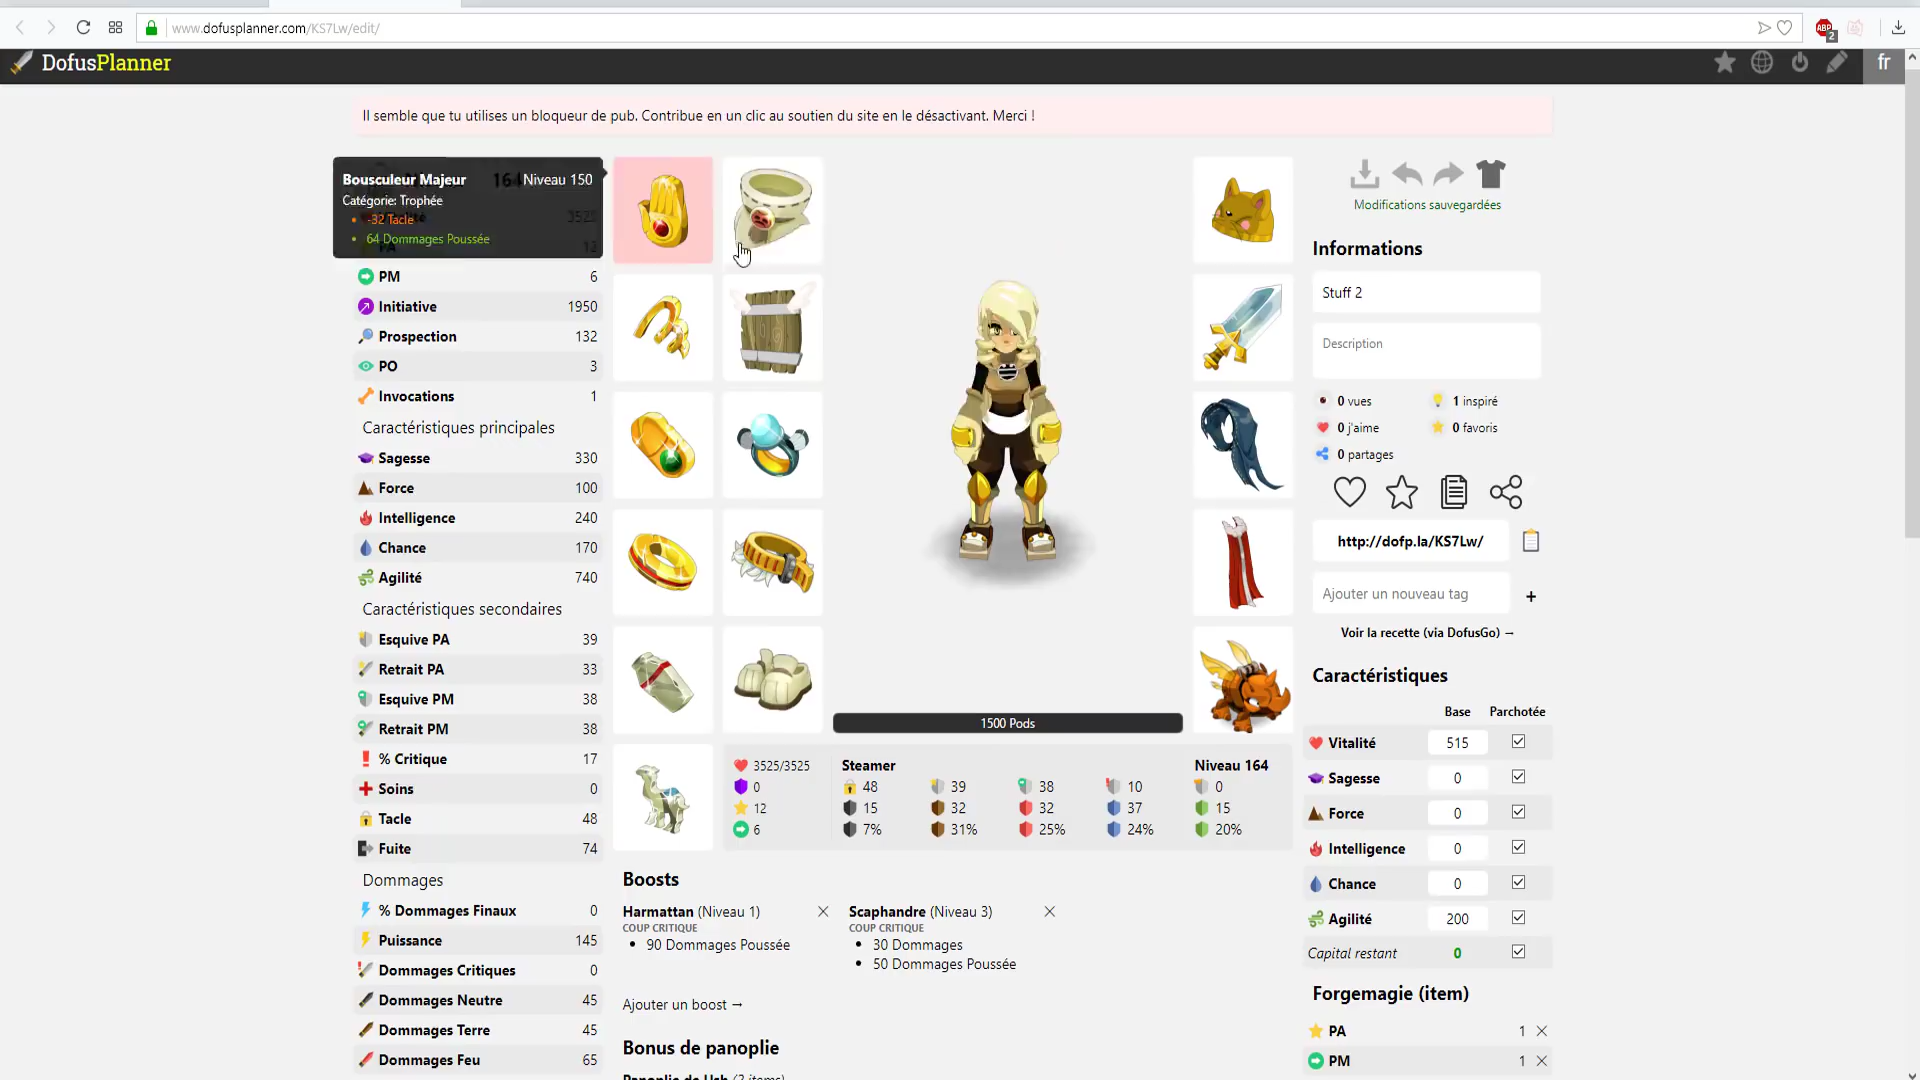 www.dofusplanner.com/KS7Lw/edit/
ABP
2
DofusPlanner
fr
Il semble que tu utilises un bloqueur de pub. Contribue en un clic au soutien du site en le désactivant. Merci !
Bousculeur Majeur
Niveau 150
Catégorie: Trophée
-32 Tacle
64 Dommages Poussée
PM 6
Initiative 1950
Prospection 132
PO 3
Invocations 1
Caractéristiques principales
Sagesse 330
Force 100
Intelligence 240
Chance 170
Agilité 740
Caractéristiques secondaires
Esquive PA 39
Retrait PA 33
Esquive PM 38
Retrait PM 38
% Critique 17
Soins 0
Tacle 48
Fuite 74
Dommages
% Dommages Finaux 0
Puissance 145
Dommages Critiques 0
Dommages Neutre 45
Dommages Terre 45
Dommages Feu 65
1500 Pods
3525/3525 Steamer Niveau 164
0 48 39 38 10 0
12 15 32 32 37 15
6 7% 31% 25% 24% 20%
Boosts
Harmattan (Niveau 1)
COUP CRITIQUE
90 Dommages Poussée
Scaphandre (Niveau 3)
COUP CRITIQUE
30 Dommages
50 Dommages Poussée
Ajouter un boost →
Bonus de panoplie
Modifications sauvegardées
Informations
Stuff 2
Description
0 vues 1 inspiré
0 j'aime 0 favoris
0 partages
http://dofp.la/KS7Lw/
Ajouter un nouveau tag +
Voir la recette (via DofusGo) →
Caractéristiques
Base Parchotée
Vitalité 515
Sagesse 0
Force 0
Intelligence 0
Chance 0
Agilité 200
Capital restant 0
Forgemagie (item)
PA 1
PM 1